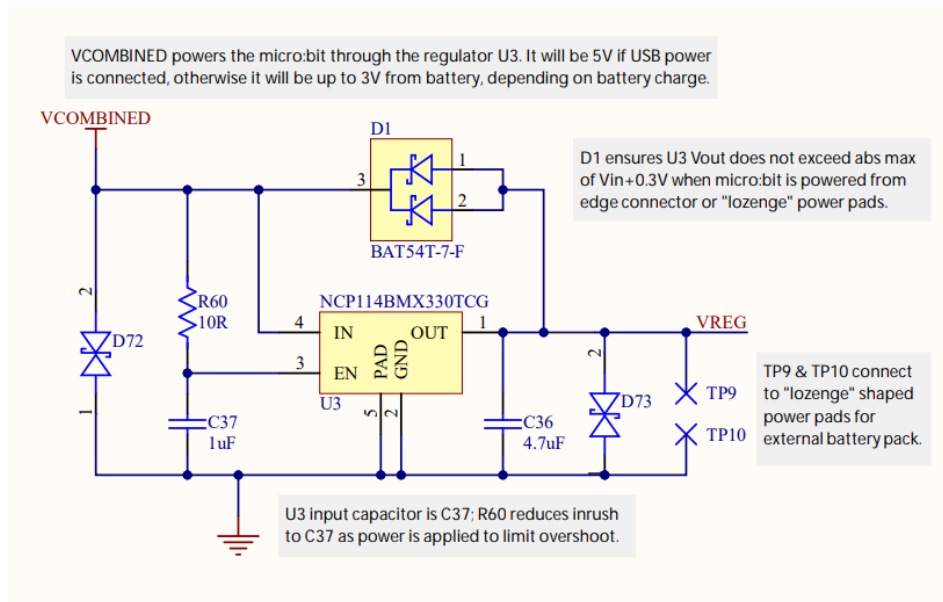 VCOMBINED powers the micro:bit through the regulator U3. It will be 5V if USB power
is connected, otherwise it will be up to 3V from battery, depending on battery charge.
VCOMBINED
D1
3
1
2
BAT54T-7-F
D1 ensures U3 Vout does not exceed abs max
of Vin+0.3V when micro:bit is powered from
edge connector or "lozenge" power pads.
2
D72
1
R60
10R
NCP114BMX330TCG
4
IN
OUT
1
3
EN
PAD
GND
U3
5
2
C37
1uF
C36
4.7uF
2
D73
VREG
TP9
TP10
TP9 & TP10 connect
to "lozenge" shaped
power pads for
external battery pack.
U3 input capacitor is C37; R60 reduces inrush
to C37 as power is applied to limit overshoot.